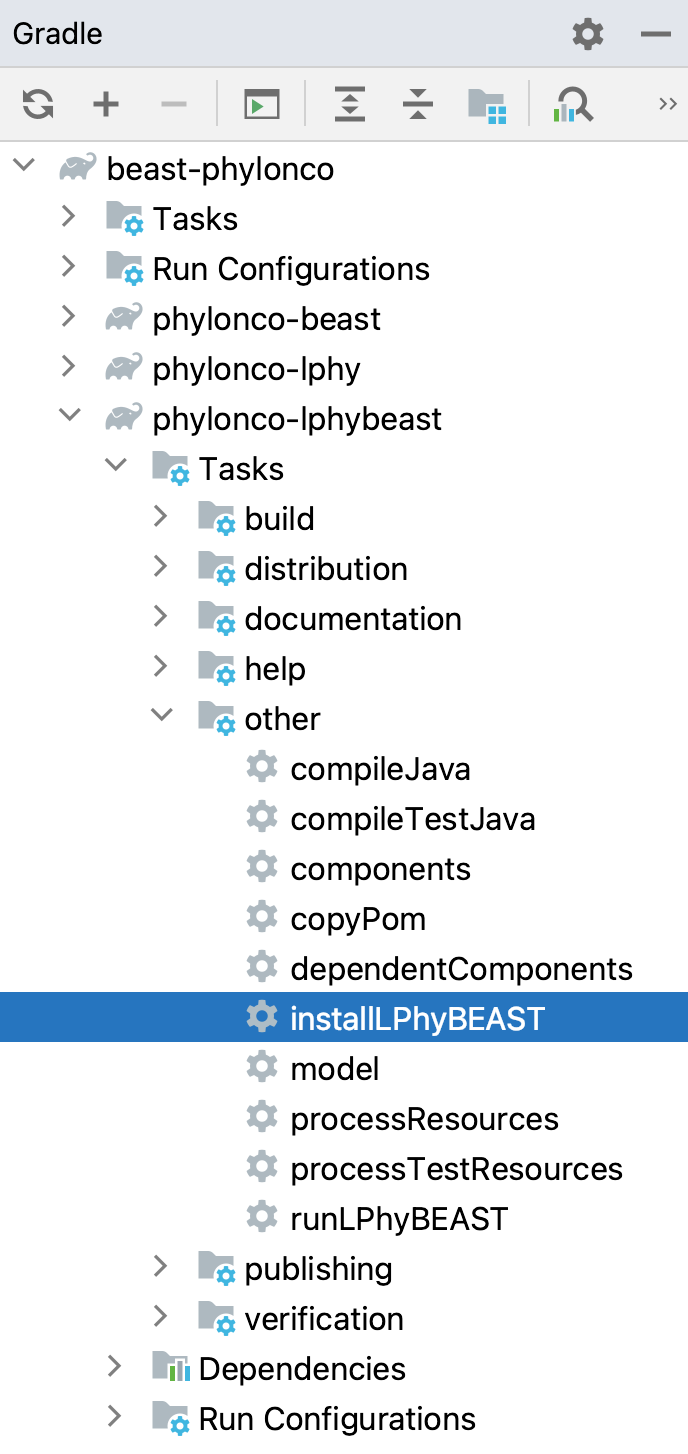 Gradle
beast-phylonco
Tasks
Run Configurations
phylonco-beast
phylonco-lphy
phylonco-lphybeast
Tasks
build
distribution
documentation
help
other
compileJava
compileTestJava
components
copyPom
dependentComponents
installLPhyBEAST
model
processResources
processTestResources
runLPhyBEAST
publishing
verification
Dependencies
Run Configurations